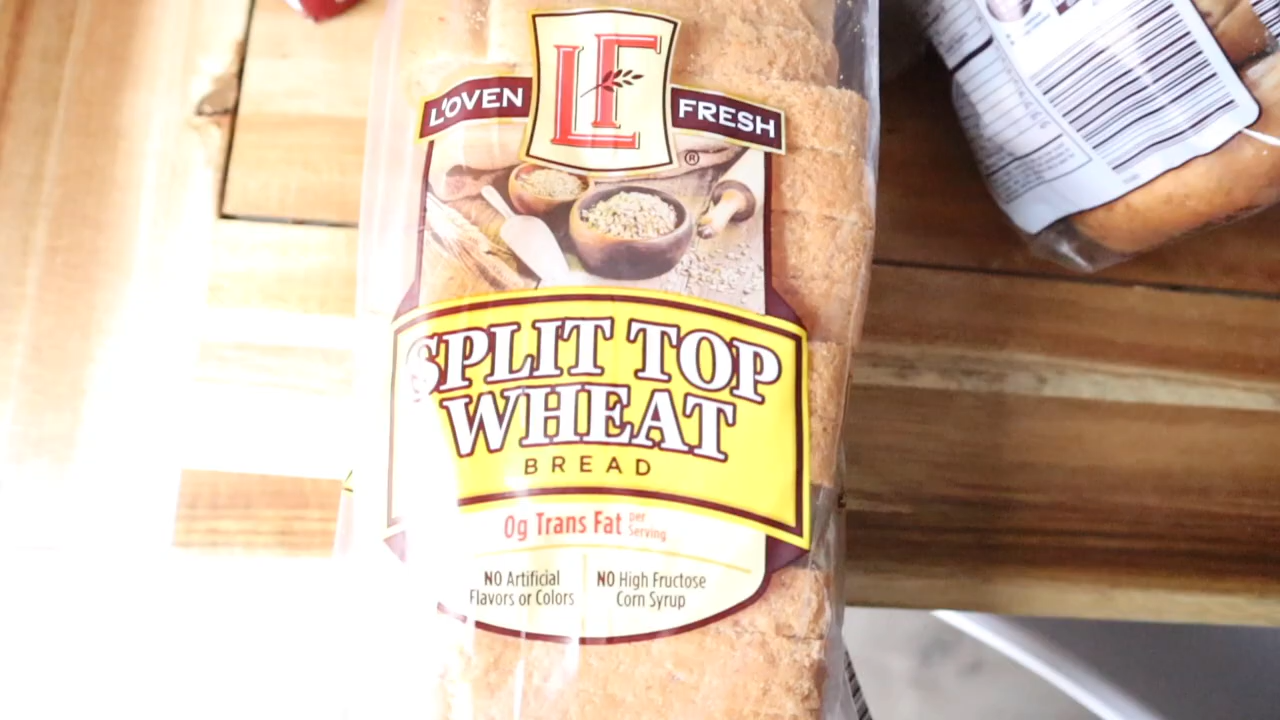 L'OVEN
LF
FRESH
®
SPLIT TOP
WHEAT
BREAD
0g Trans Fat per Serving
NO Artificial
Flavors or Colors
NO High Fructose
Corn Syrup